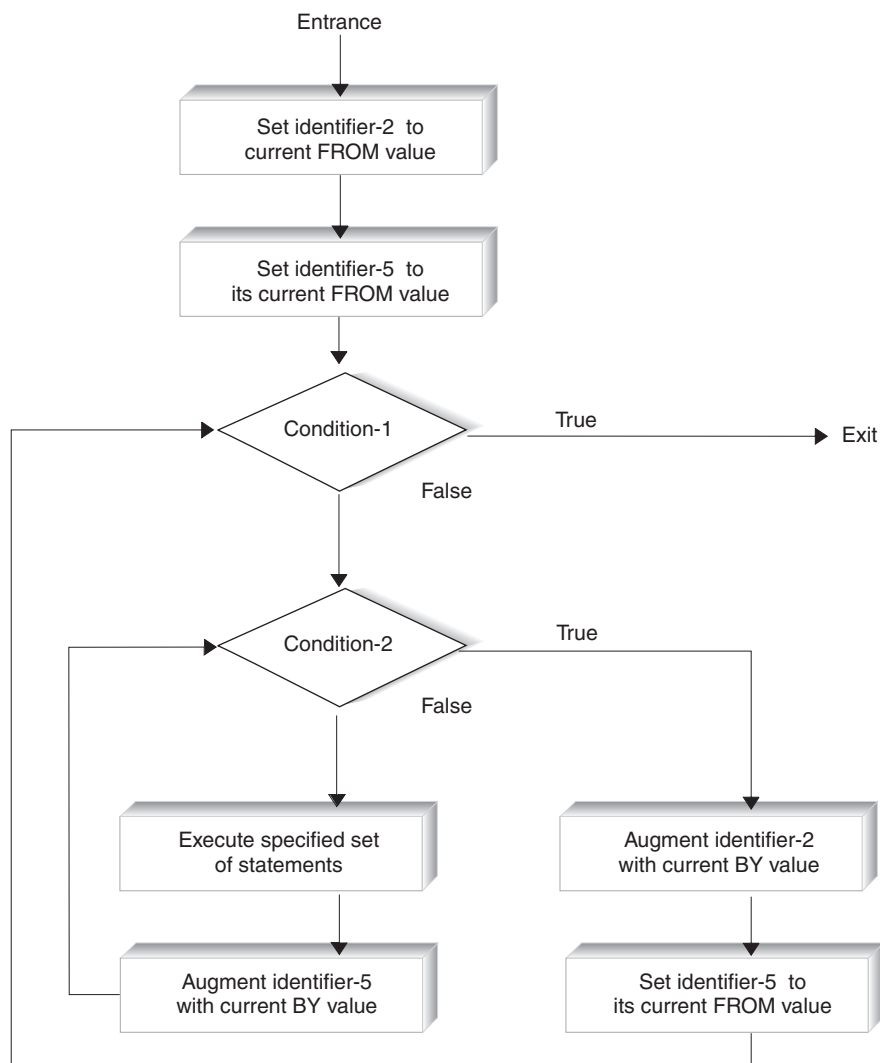 Entrance
Set identifier-2 to
current FROM value
Set identifier-5 to
its current FROM value
Condition-1
True
Exit
False
Condition-2
True
False
Execute specified set
of statements
Augment identifier-2
with current BY value
Augment identifier-5
with current BY value
Set identifier-5 to
its current FROM value